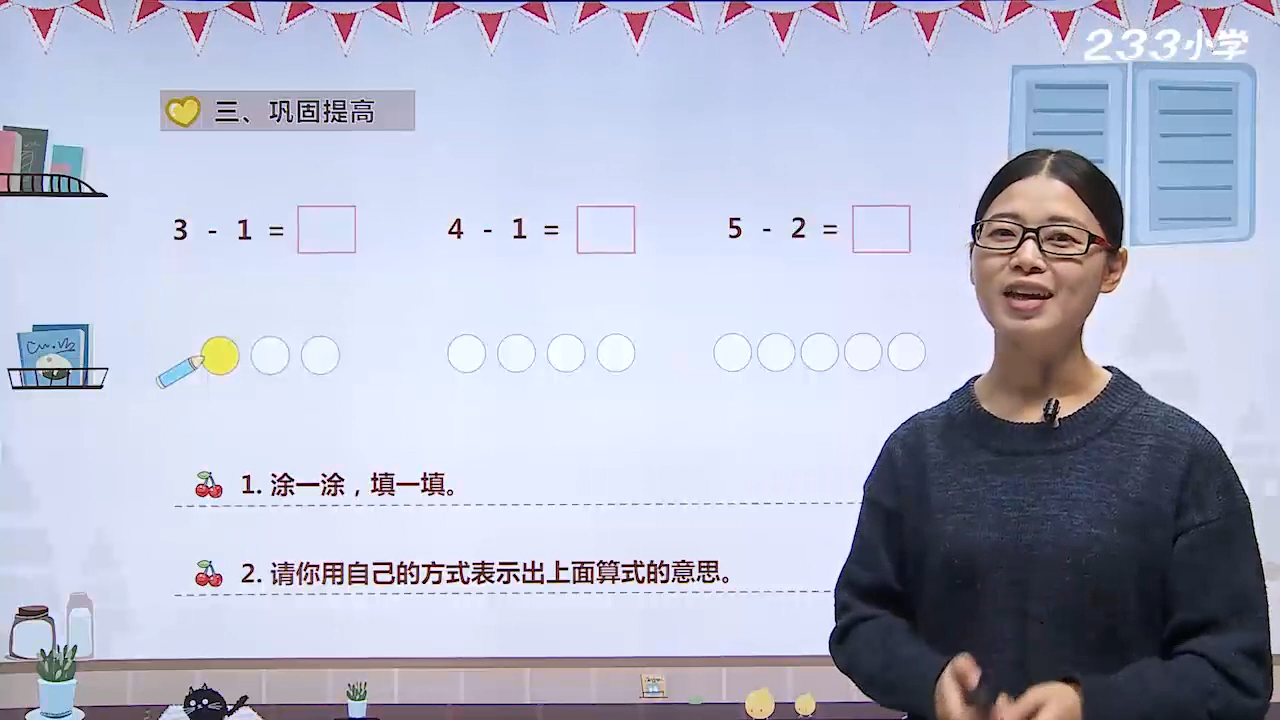 233小学
三、巩固提高
3 - 1 =
4 - 1 =
5 - 2 =
1. 涂一涂，填一填。
2. 请你用自己的方式表示出上面算式的意思。